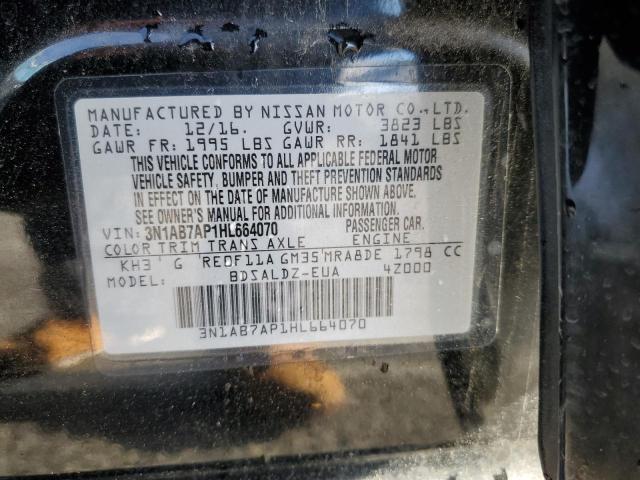 MANUFACTURED BY NISSAN MOTOR CO.,LTD.
DATE: 12/16. GVWR: 3823 LBS
GAWR FR: 1995 LBS GAWR RR: 1841 LBS
THIS VEHICLE CONFORMS TO ALL APPLICABLE FEDERAL MOTOR
VEHICLE SAFETY, BUMPER AND THEFT PREVENTION STANDARDS
IN EFFECT ON THE DATE OF MANUFACTURE SHOWN ABOVE.
SEE OWNER'S MANUAL FOR ADDITIONAL INFORMATION.
VIN: 3N1AB7AP1HL664070 PASSENGER CAR.
COLOR TRIM TRANS AXLE ENGINE
KH3 G RE0F11A GM35 MRA8DE 1798 CC
MODEL: BDSALDZ-EUA 4Z000
3N1AB7AP1HL664070